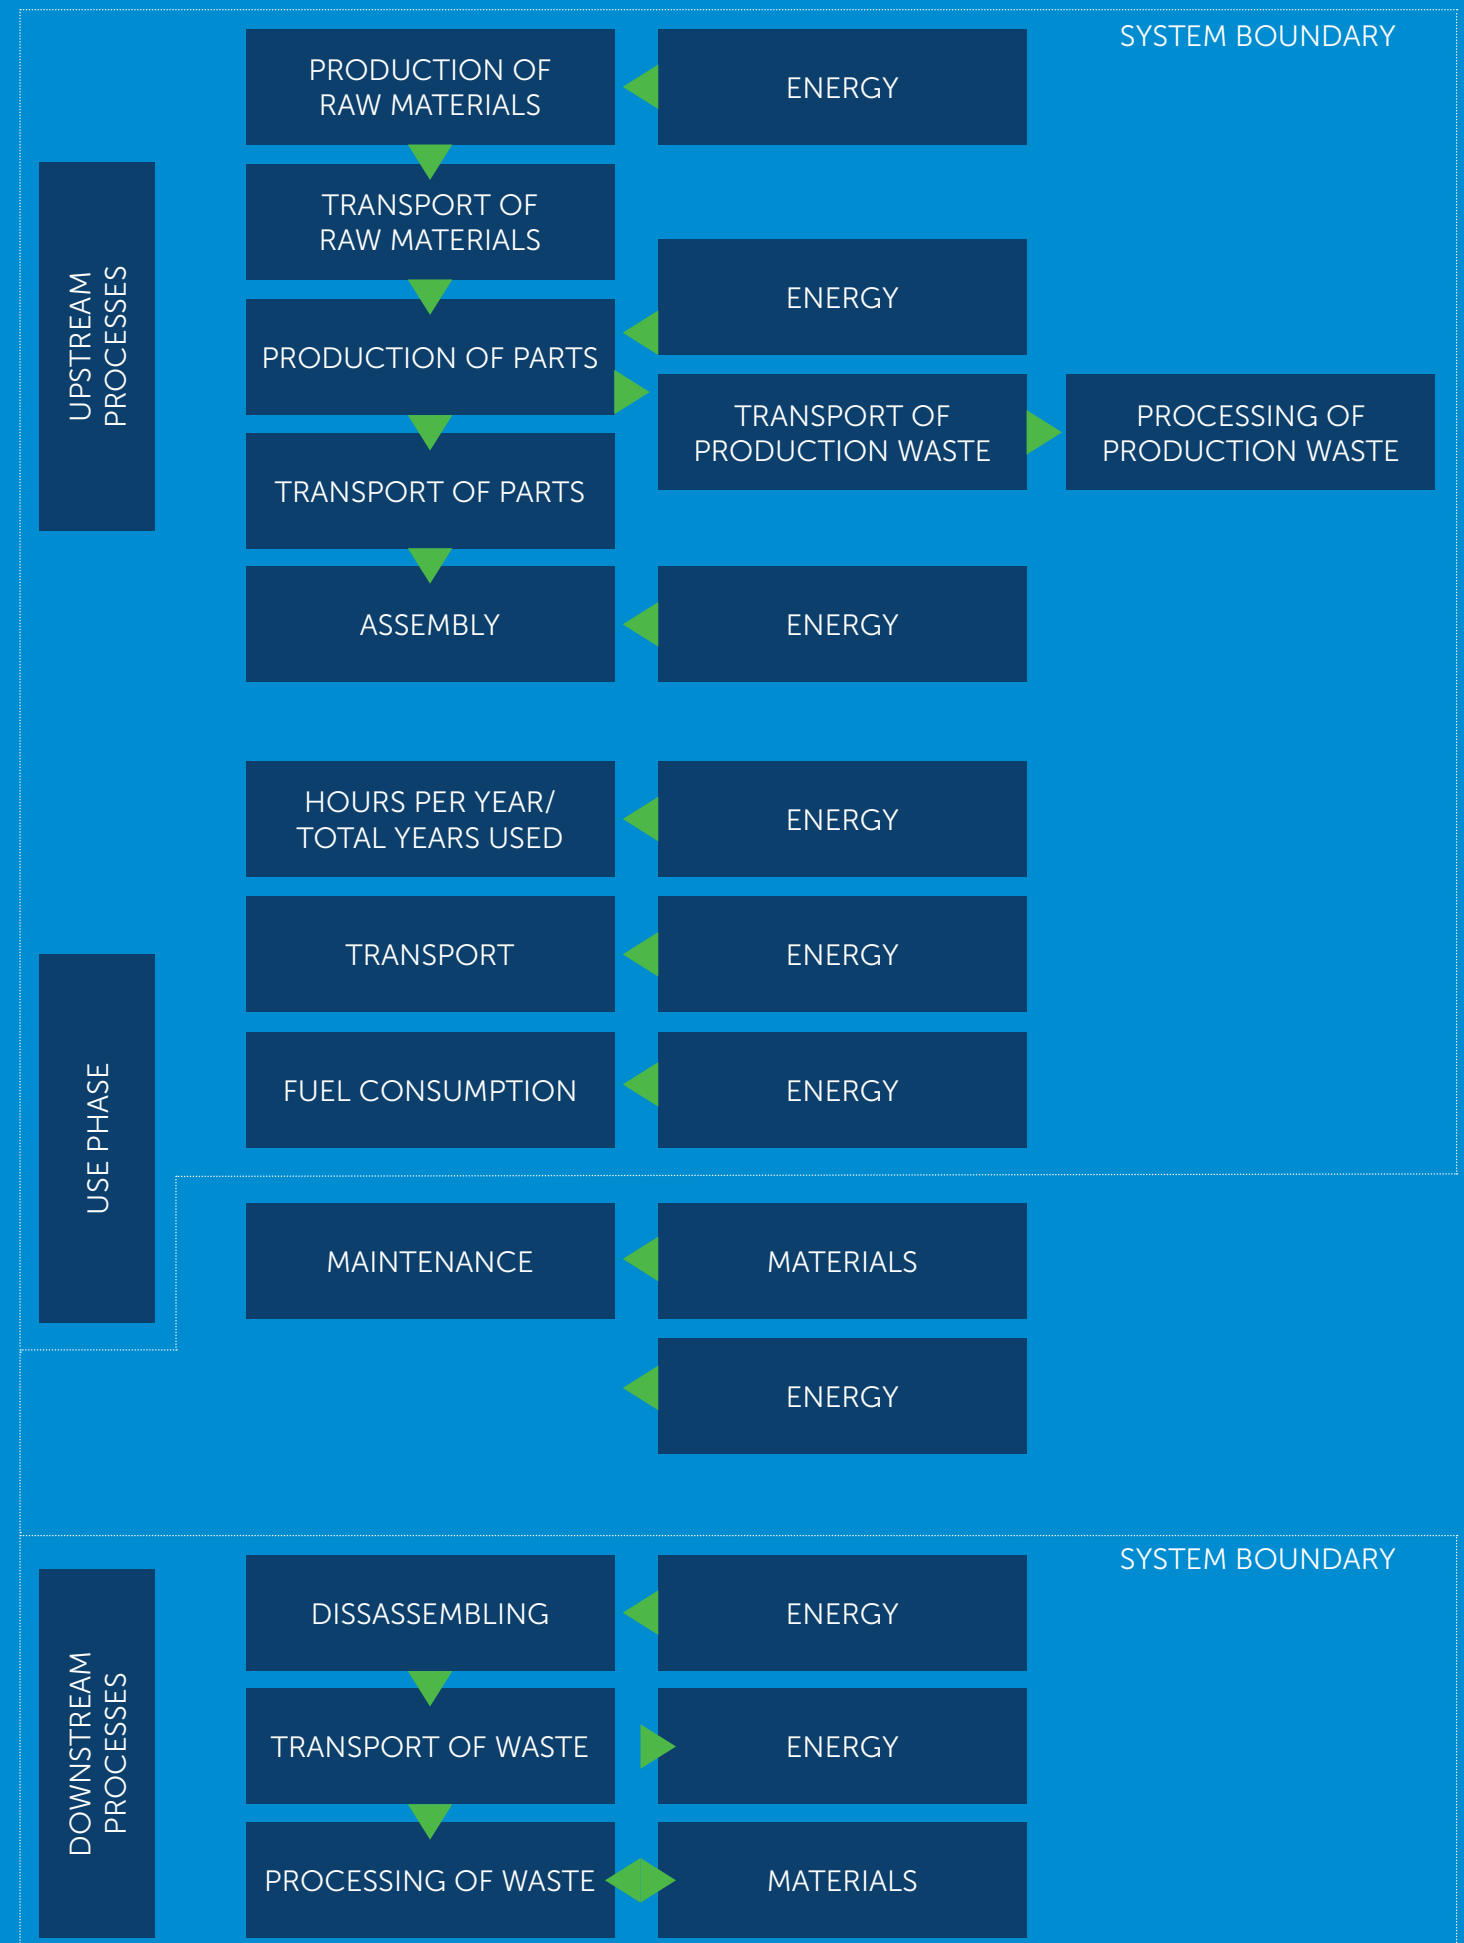 SYSTEM BOUNDARY
PRODUCTION OF
RAW MATERIALS
ENERGY
UPSTREAM
PROCESSES
TRANSPORT OF
RAW MATERIALS
ENERGY
PRODUCTION OF PARTS
TRANSPORT OF
PRODUCTION WASTE
PROCESSING OF
PRODUCTION WASTE
TRANSPORT OF PARTS
ASSEMBLY
ENERGY
HOURS PER YEAR/
TOTAL YEARS USED
ENERGY
USE PHASE
TRANSPORT
ENERGY
FUEL CONSUMPTION
ENERGY
MAINTENANCE
MATERIALS
ENERGY
SYSTEM BOUNDARY
DOWNSTREAM
PROCESSES
DISSASSEMBLING
ENERGY
TRANSPORT OF WASTE
ENERGY
PROCESSING OF WASTE
MATERIALS